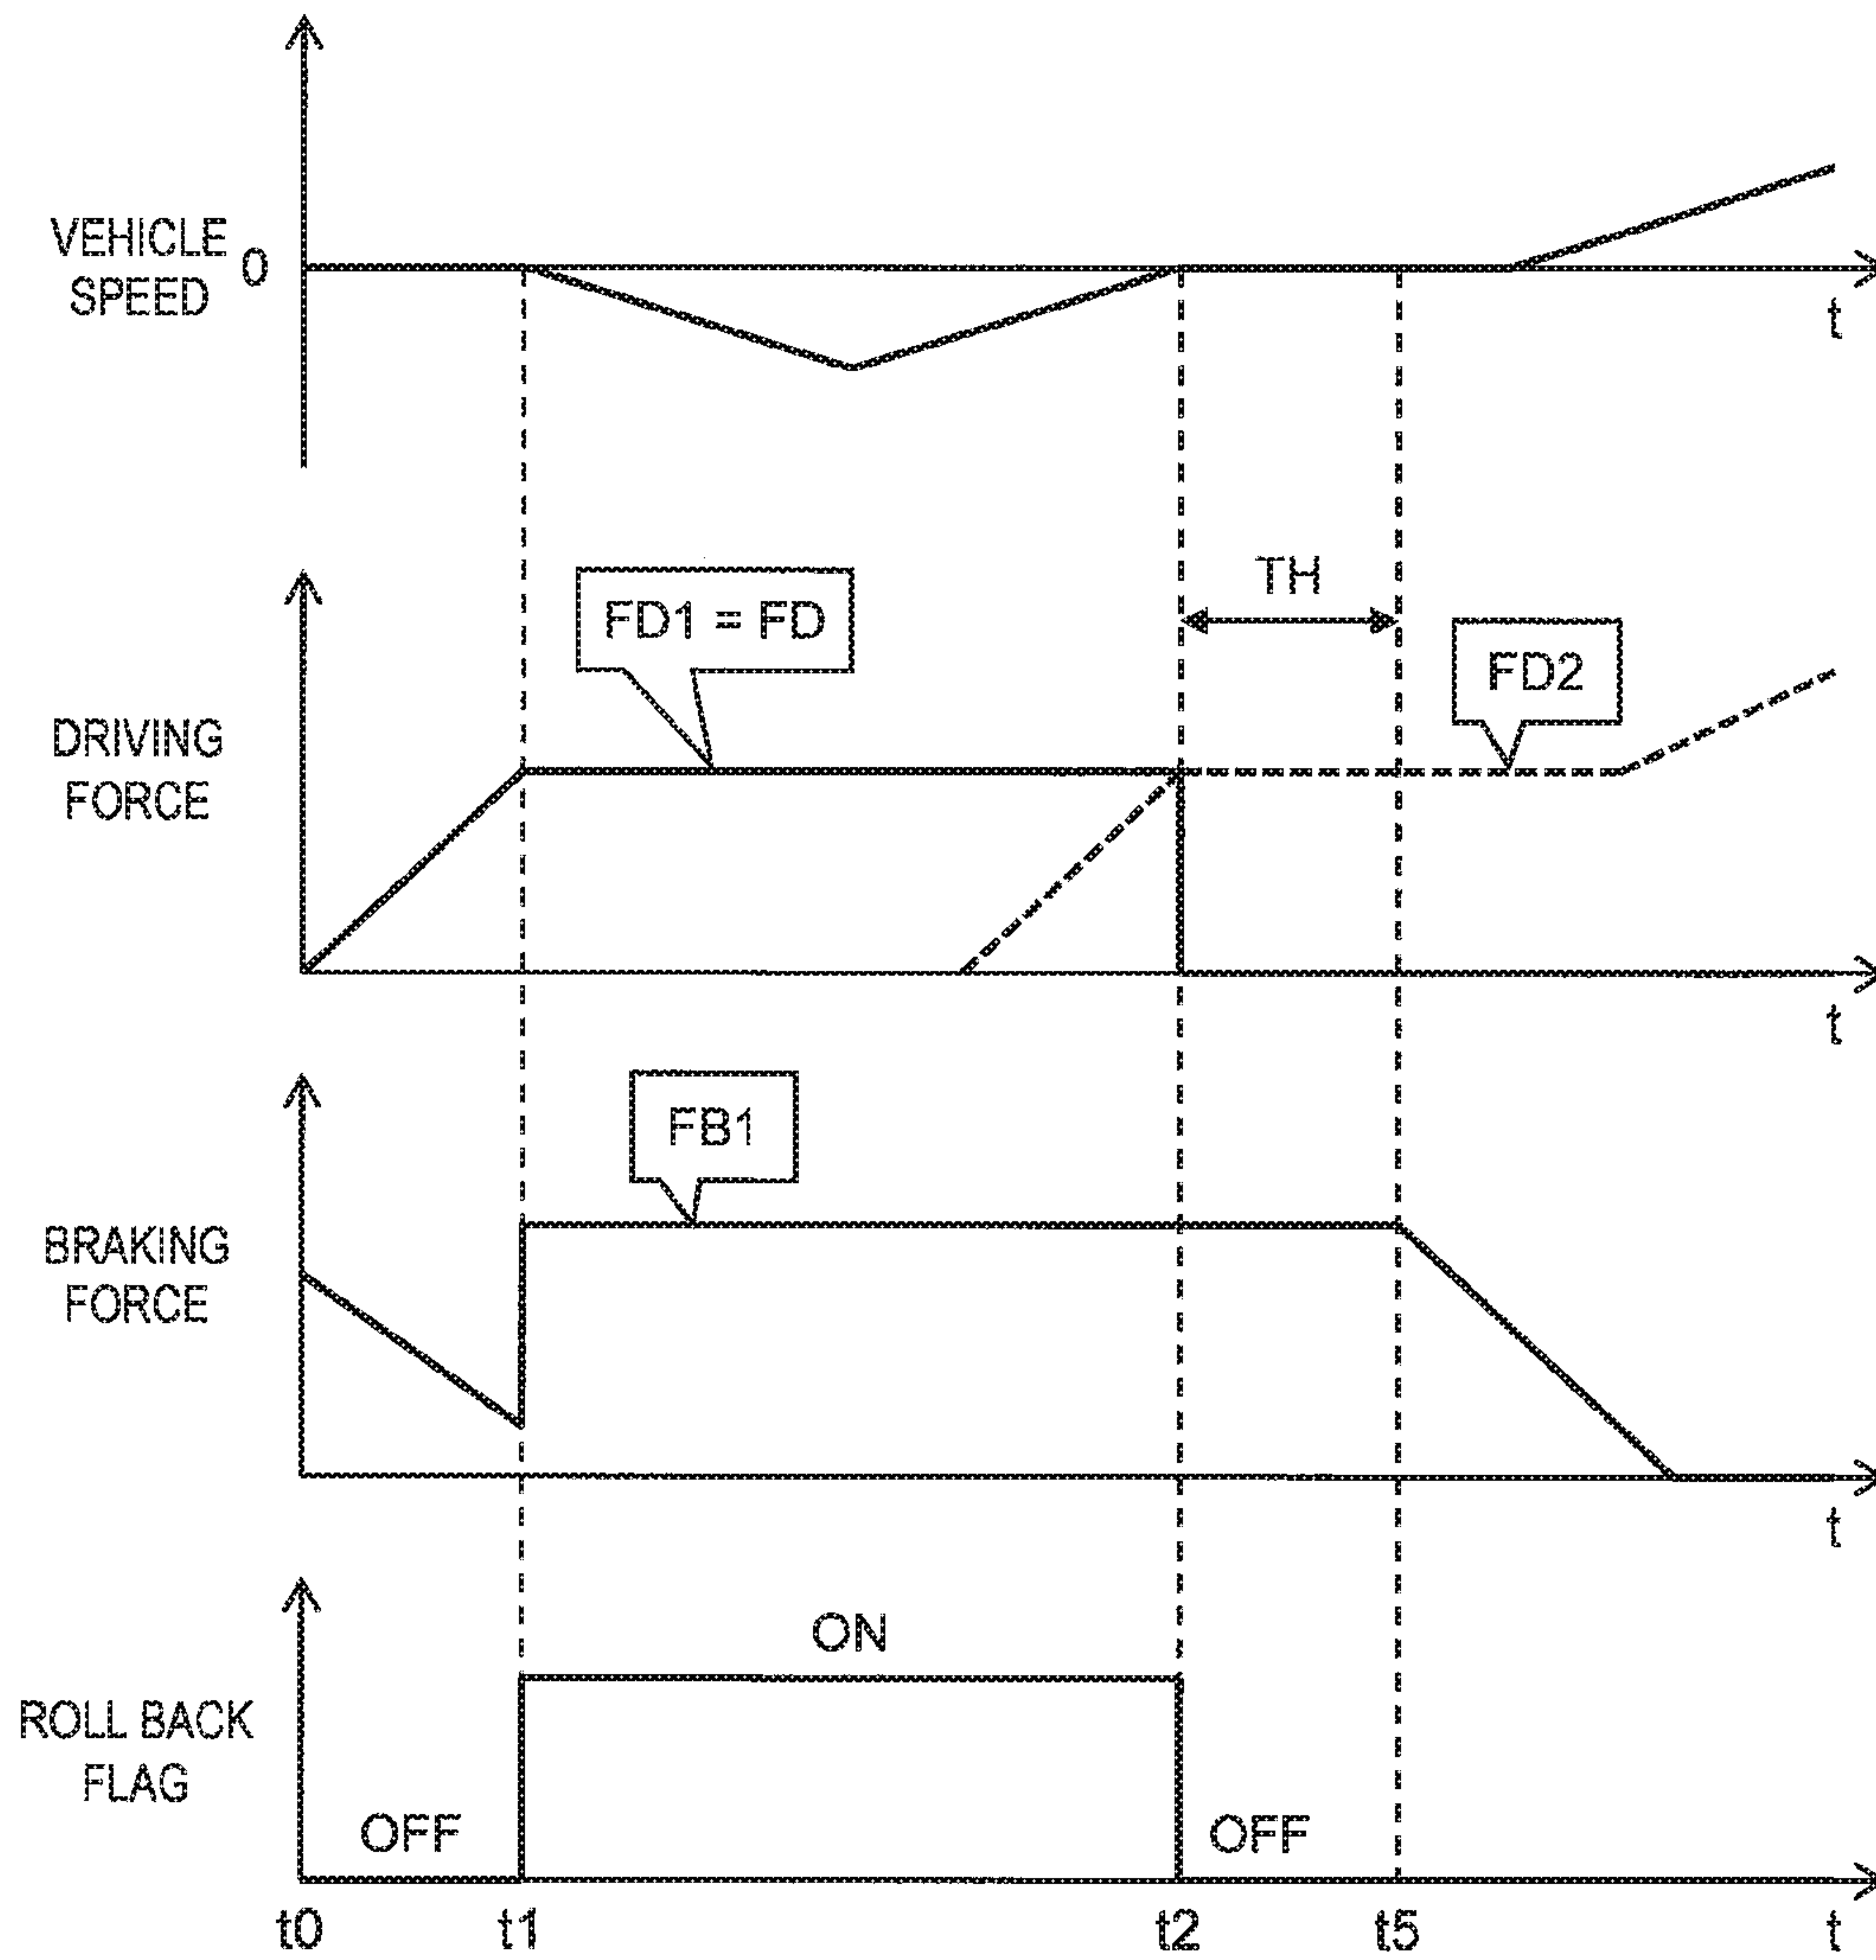 VEHICLE
SPEED
0
t
FD1 = FD
TH
FD2
DRIVING
FORCE
t
FB1
BRAKING
FORCE
t
ON
ROLL BACK
FLAG
OFF
OFF
t0
t1
t2
t5
t